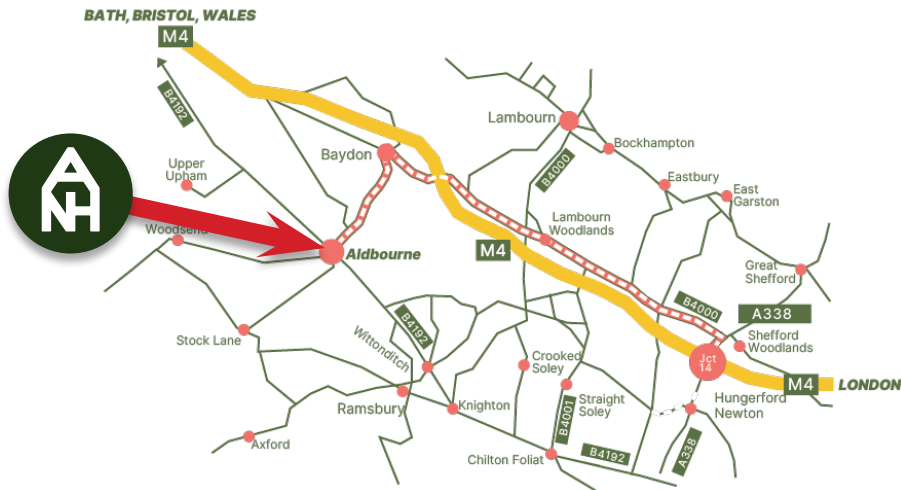 BATH, BRISTOL, WALES
M4
B4192
Lambourn
Bockhampton
Baydon
B4000
Upper
Upham
Eastbury
East
Garston
ANH
Lambourn
Woodlands
Woodsend
Aldbourne
M4
Great
Shefford
B4000
A338
B4192
Wittonditch
Stock Lane
Shefford
Woodlands
Jct
14
Crooked
Soley
M4
LONDON
Straight
Soley
Hungerford
Newton
Ramsbury
Knighton
B4001
Axford
Chilton Foliat
B4192
A338